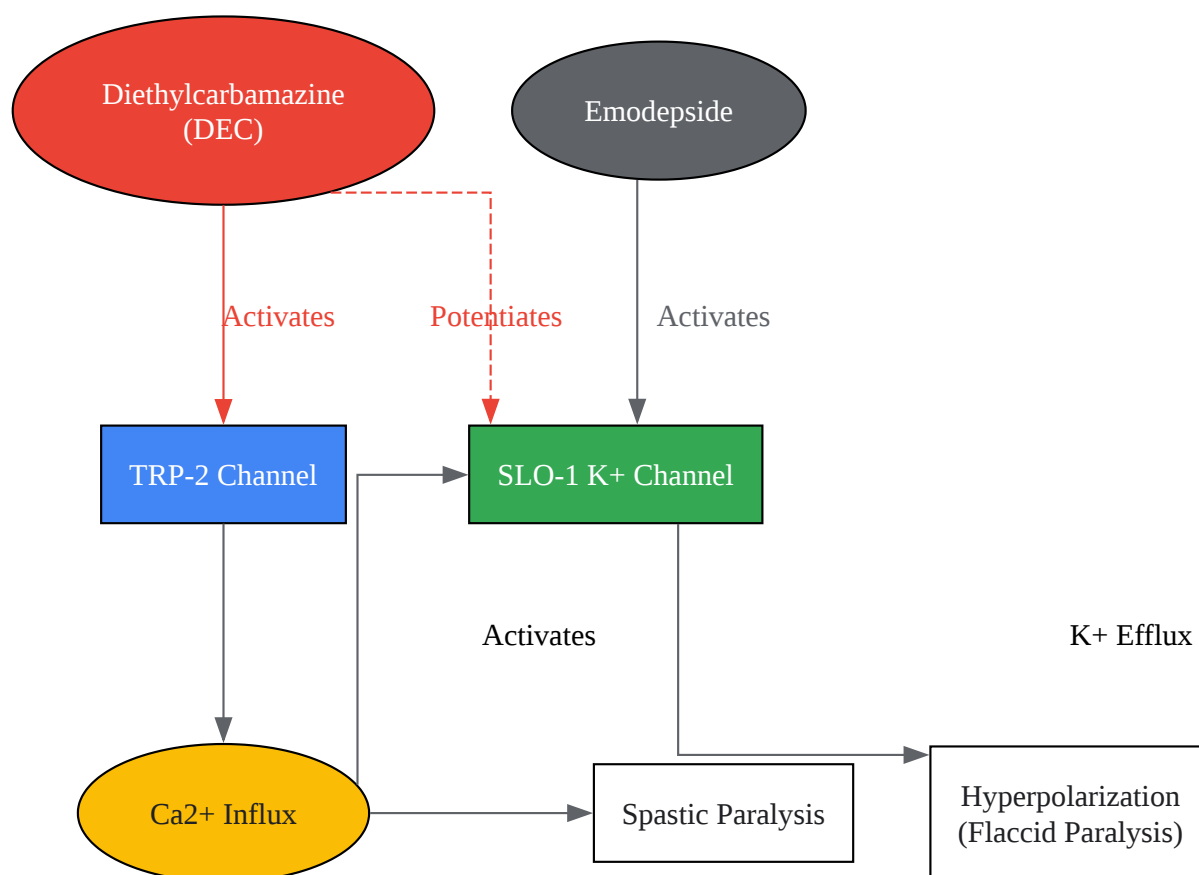 Diethylcarbamazine
(DEC)
Emodepside
Activates
Potentiates
Activates
TRP-2 Channel
SLO-1 K+ Channel
Activates
K+ Efflux
Ca2+ Influx
Spastic Paralysis
Hyperpolarization
(Flaccid Paralysis)